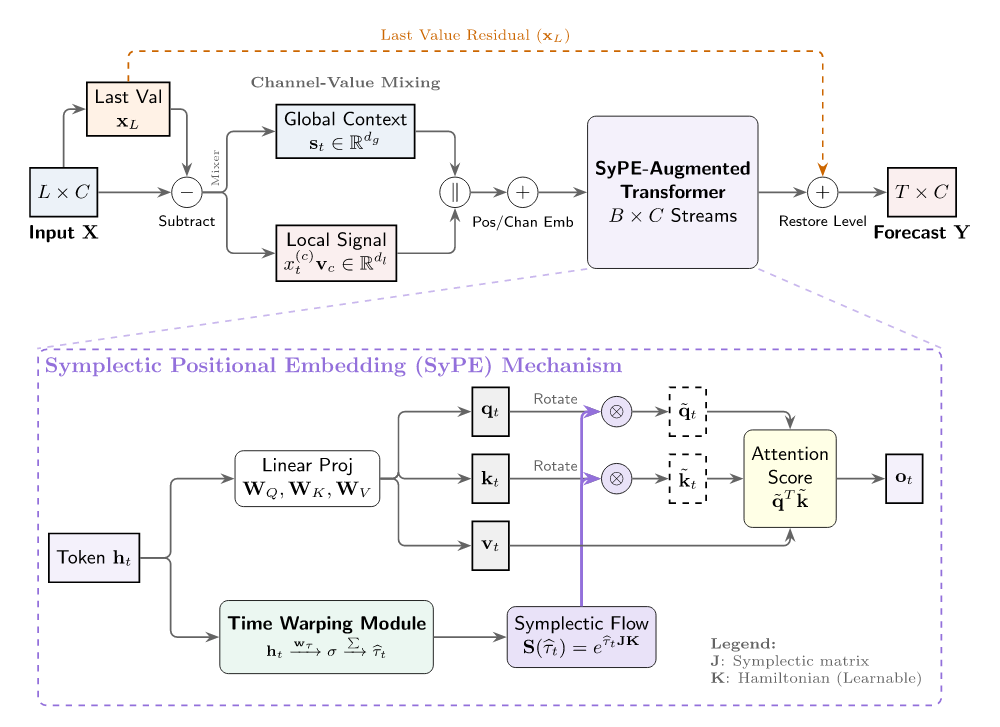 Last Value Residual (𝐱_L)
Channel-Value Mixing
Last Val
𝐱_L
Global Context
𝐬_t ∈ ℝ^{d_g}
Mixer
L × C
Input 𝐗
−
Subtract
∥
+
Pos/Chan Emb
SyPE-Augmented
Transformer
B × C Streams
+
Restore Level
T × C
Forecast 𝐘
Local Signal
x_t^{(c)} 𝐯_c ∈ ℝ^{d_l}
Symplectic Positional Embedding (SyPE) Mechanism
Token 𝐡_t
Linear Proj
𝐖_Q, 𝐖_K, 𝐖_V
𝐪_t
Rotate
⊗
𝐪̃_t
𝐤_t
Rotate
⊗
𝐤̃_t
𝐯_t
Attention
Score
𝐪̃^T 𝐤̃
𝐨_t
Time Warping Module
𝐡_t \xrightarrow{𝐰_τ} σ \xrightarrow{∑} τ̂_t
Symplectic Flow
𝐒(τ̂_t) = e^{τ̂_t 𝐉𝐊}
Legend:
𝐉: Symplectic matrix
𝐊: Hamiltonian (Learnable)